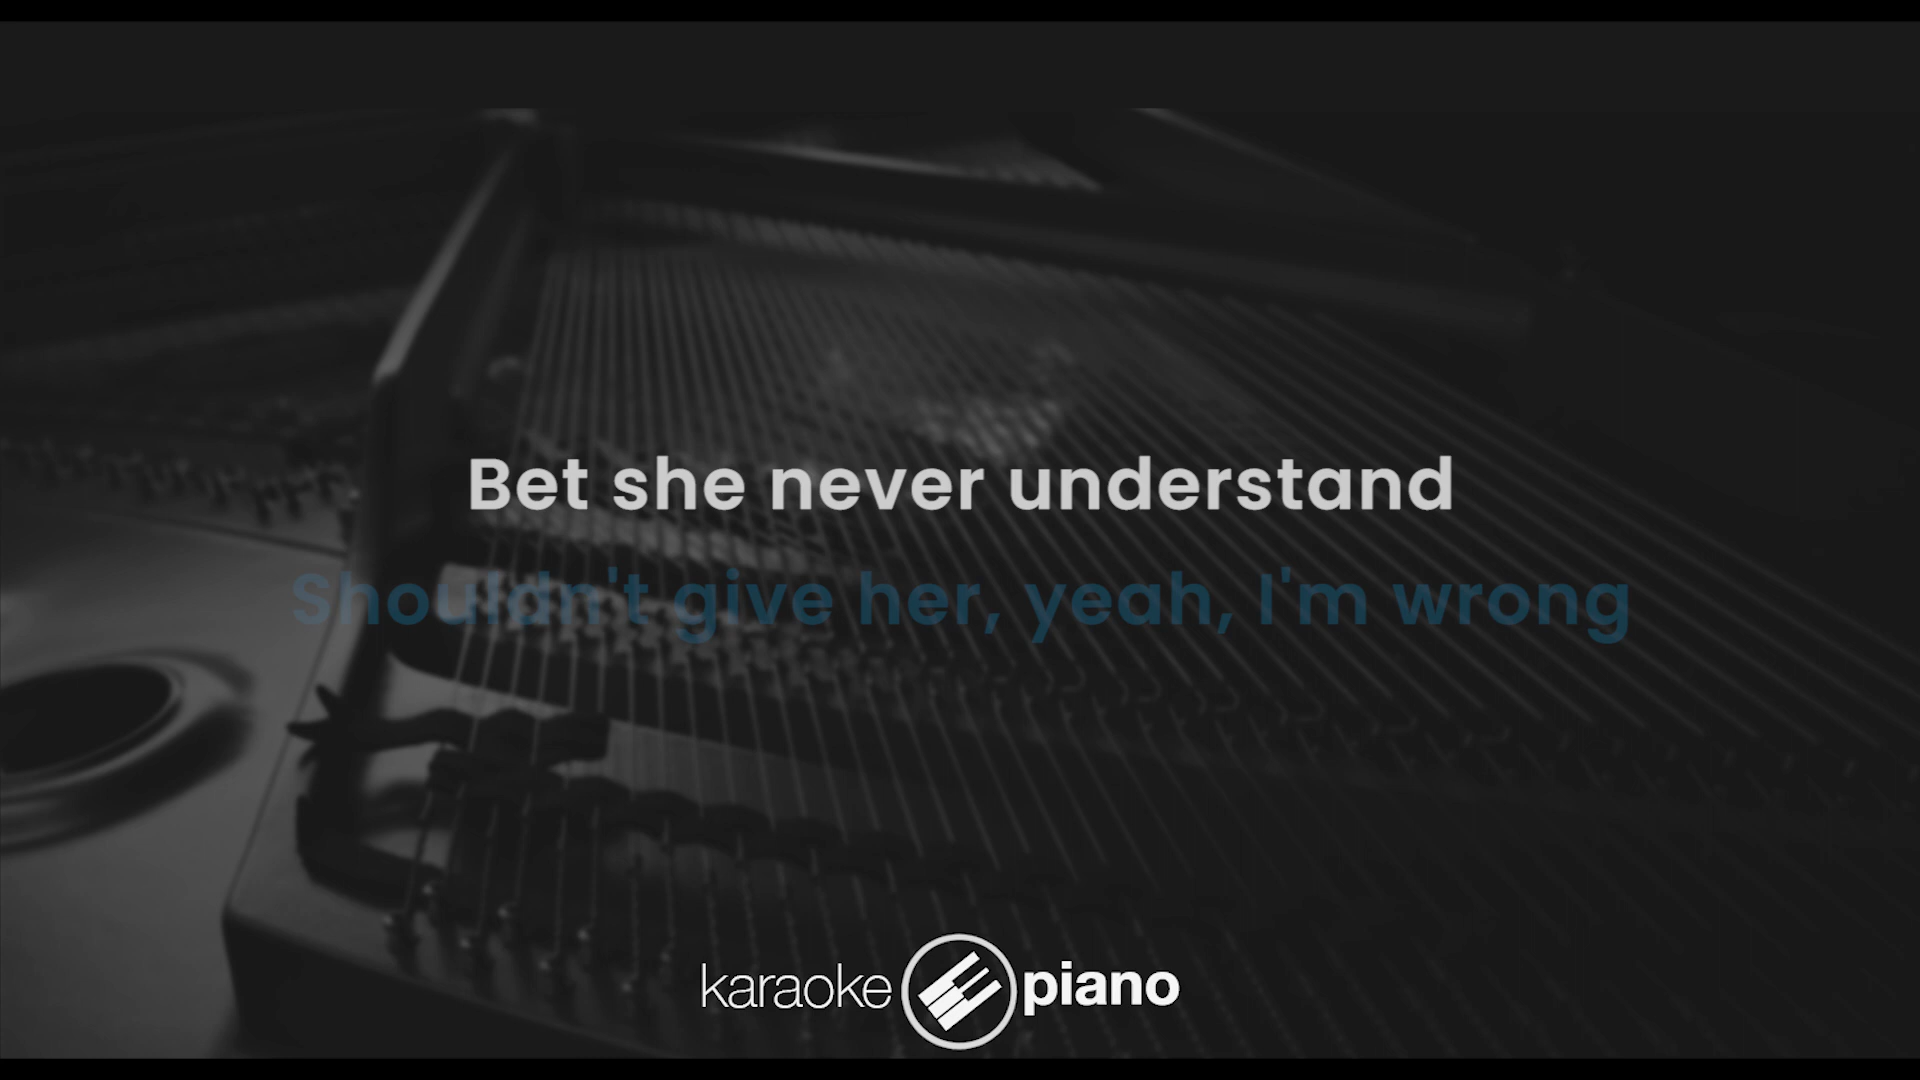 Bet she never understand
Shouldn't give her, yeah, I'm wrong
karaoke piano